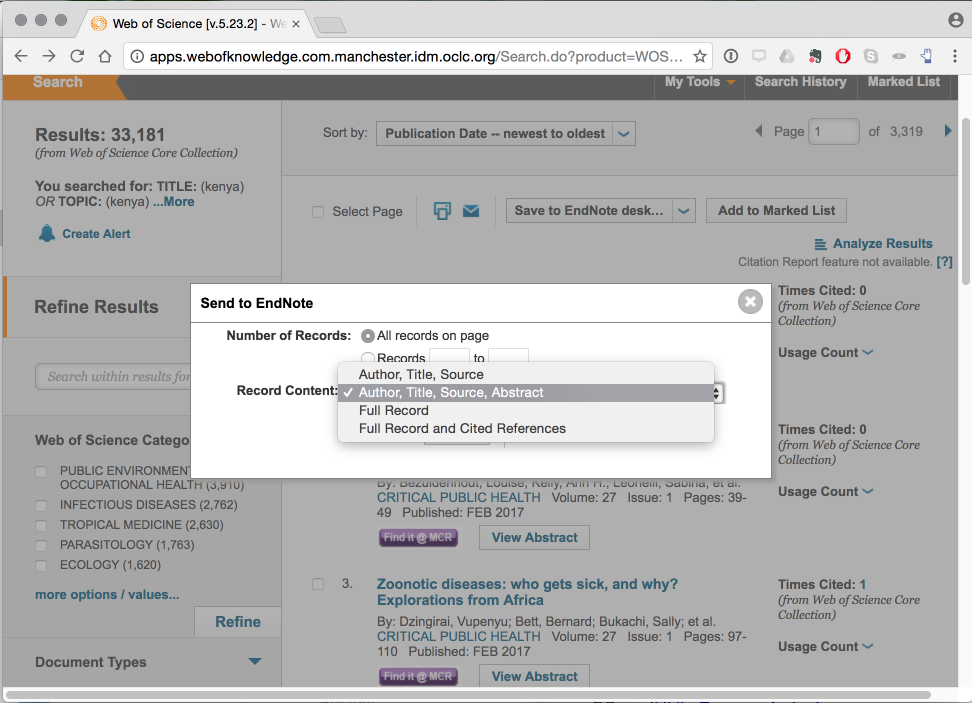 Web of Science [v.5.23.2] - We
apps.webofknowledge.com.manchester.idm.oclc.org/Search.do?product=WOS...
Search
My Tools
Search History
Marked List
Results: 33,181
(from Web of Science Core Collection)
You searched for: TITLE: (kenya)
OR TOPIC: (kenya) ...More
Create Alert
Sort by:
Publication Date -- newest to oldest
Page
1
of 3,319
Select Page
Save to EndNote desk...
Add to Marked List
Analyze Results
Citation Report feature not available. [?]
Refine Results
Search within results for
Web of Science Catego
PUBLIC ENVIRONMENT
OCCUPATIONAL HEALTH (3,910)
INFECTIOUS DISEASES (2,762)
TROPICAL MEDICINE (2,630)
PARASITOLOGY (1,763)
ECOLOGY (1,620)
more options / values...
Refine
Document Types
Send to EndNote
Number of Records:
All records on page
Records
to
Record Content:
Author, Title, Source
✓ Author, Title, Source, Abstract
Full Record
Full Record and Cited References
Times Cited: 0
(from Web of Science Core
Collection)
Usage Count
Times Cited: 0
(from Web of Science Core
Collection)
Usage Count
By: Bezuidenhout, Louise; Kelly, Ann H.; Leonelli, Sabina; et al.
CRITICAL PUBLIC HEALTH Volume: 27 Issue: 1 Pages: 39-
49 Published: FEB 2017
Find it @ MCR
View Abstract
3.
Zoonotic diseases: who gets sick, and why?
Explorations from Africa
By: Dzingirai, Vupenyu; Bett, Bernard; Bukachi, Sally; et al.
CRITICAL PUBLIC HEALTH Volume: 27 Issue: 1 Pages: 97-
110 Published: FEB 2017
Find it @ MCR
View Abstract
Times Cited: 1
(from Web of Science Core
Collection)
Usage Count